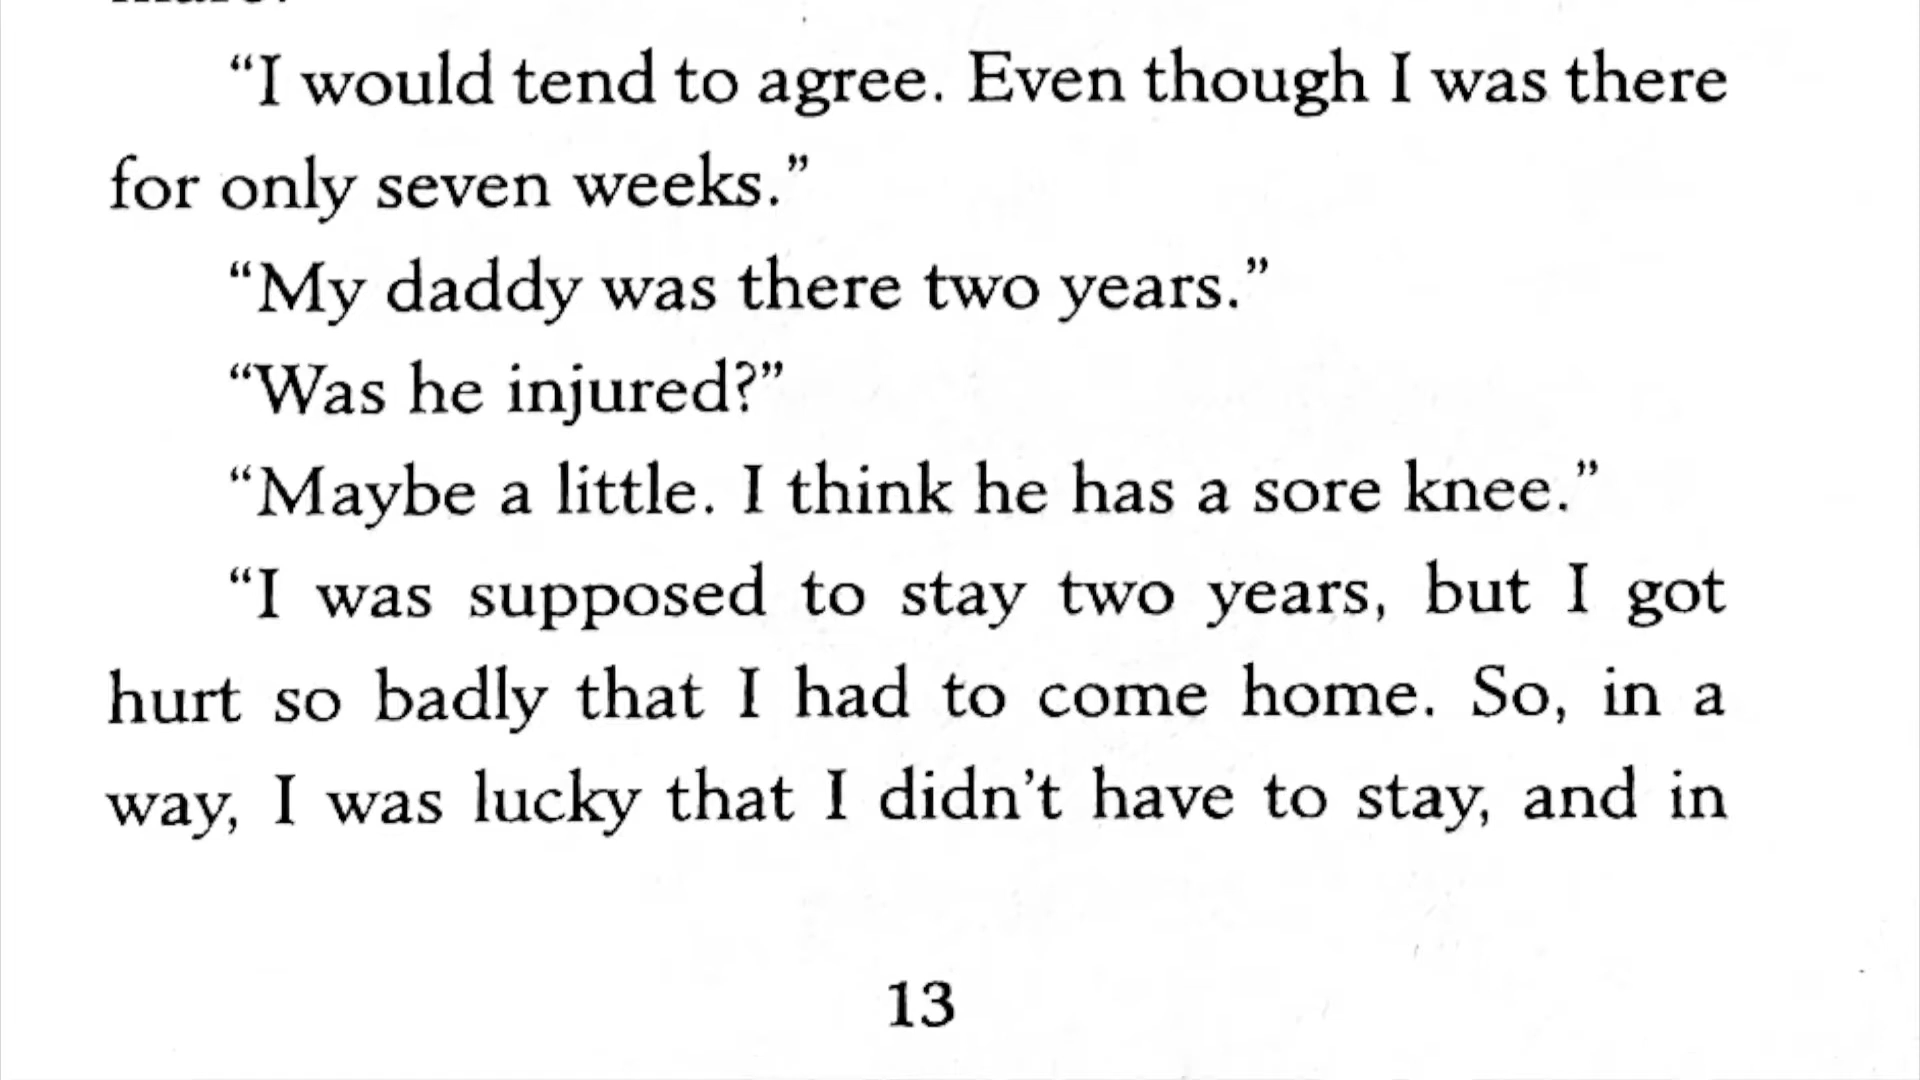 “I would tend to agree. Even though I was there
for only seven weeks.”
“My daddy was there two years.”
“Was he injured?”
“Maybe a little. I think he has a sore knee.”
“I was supposed to stay two years, but I got
hurt so badly that I had to come home. So, in a
way, I was lucky that I didn’t have to stay, and in
13